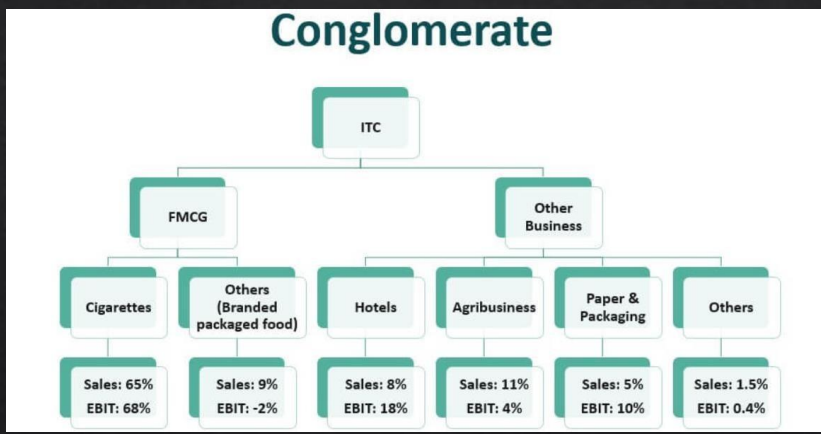 Conglomerate
ITC
FMCG
Other
Business
Cigarettes
Others
(Branded
packaged food)
Hotels
Agribusiness
Paper &
Packaging
Others
Sales: 65%
EBIT: 68%
Sales: 9%
EBIT: -2%
Sales: 8%
EBIT: 18%
Sales: 11%
EBIT: 4%
Sales: 5%
EBIT: 10%
Sales: 1.5%
EBIT: 0.4%